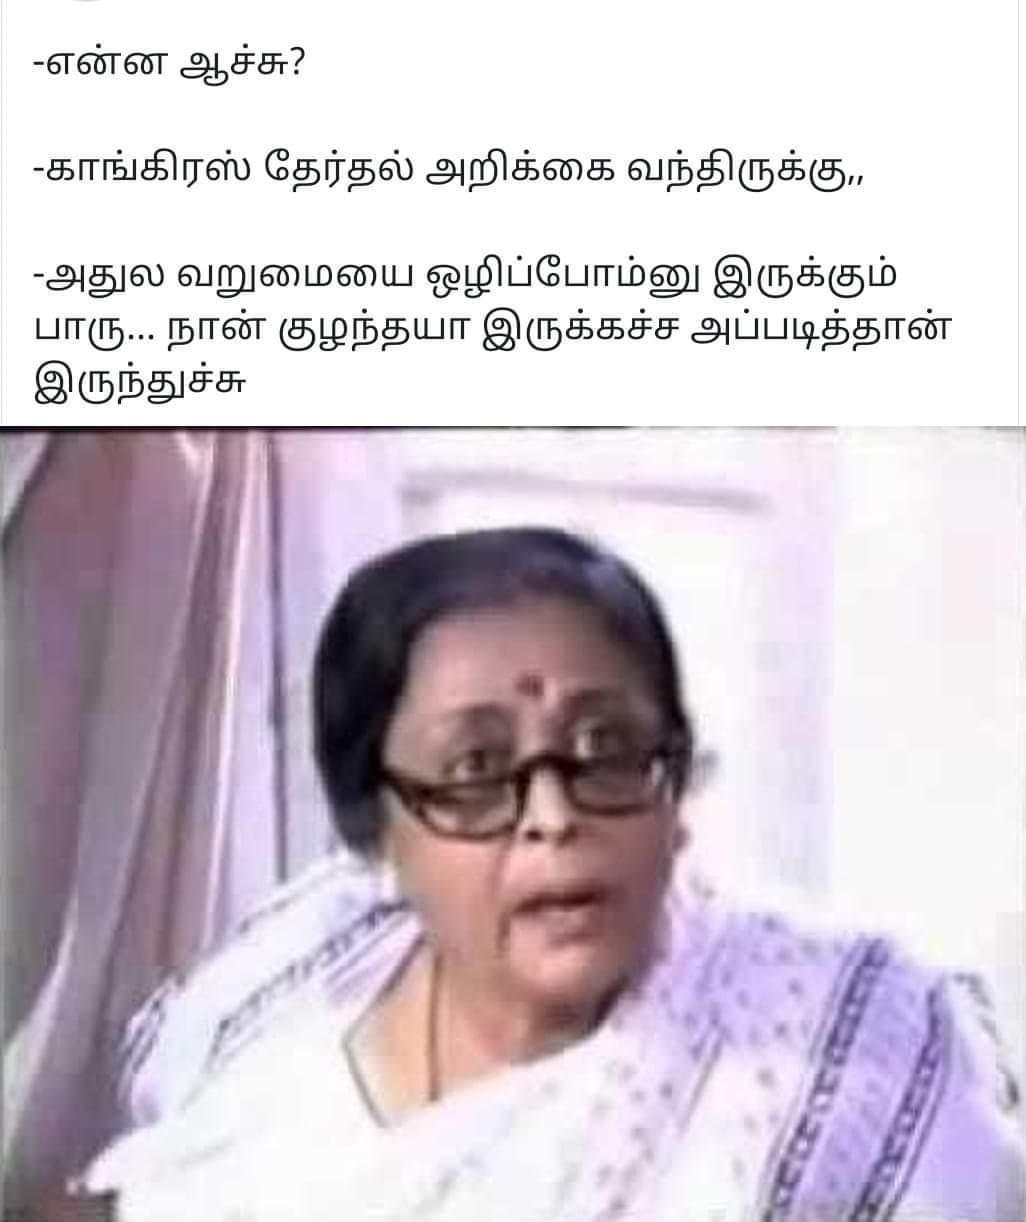 -என்ன ஆச்சு?
-காங்கிரஸ் தேர்தல் அறிக்கை வந்திருக்கு,,
-அதுல வறுமையை ஒழிப்போம்னு இருக்கும்
பாரு... நான் குழந்தயா இருக்கச்ச அப்படித்தான்
இருந்துச்சு